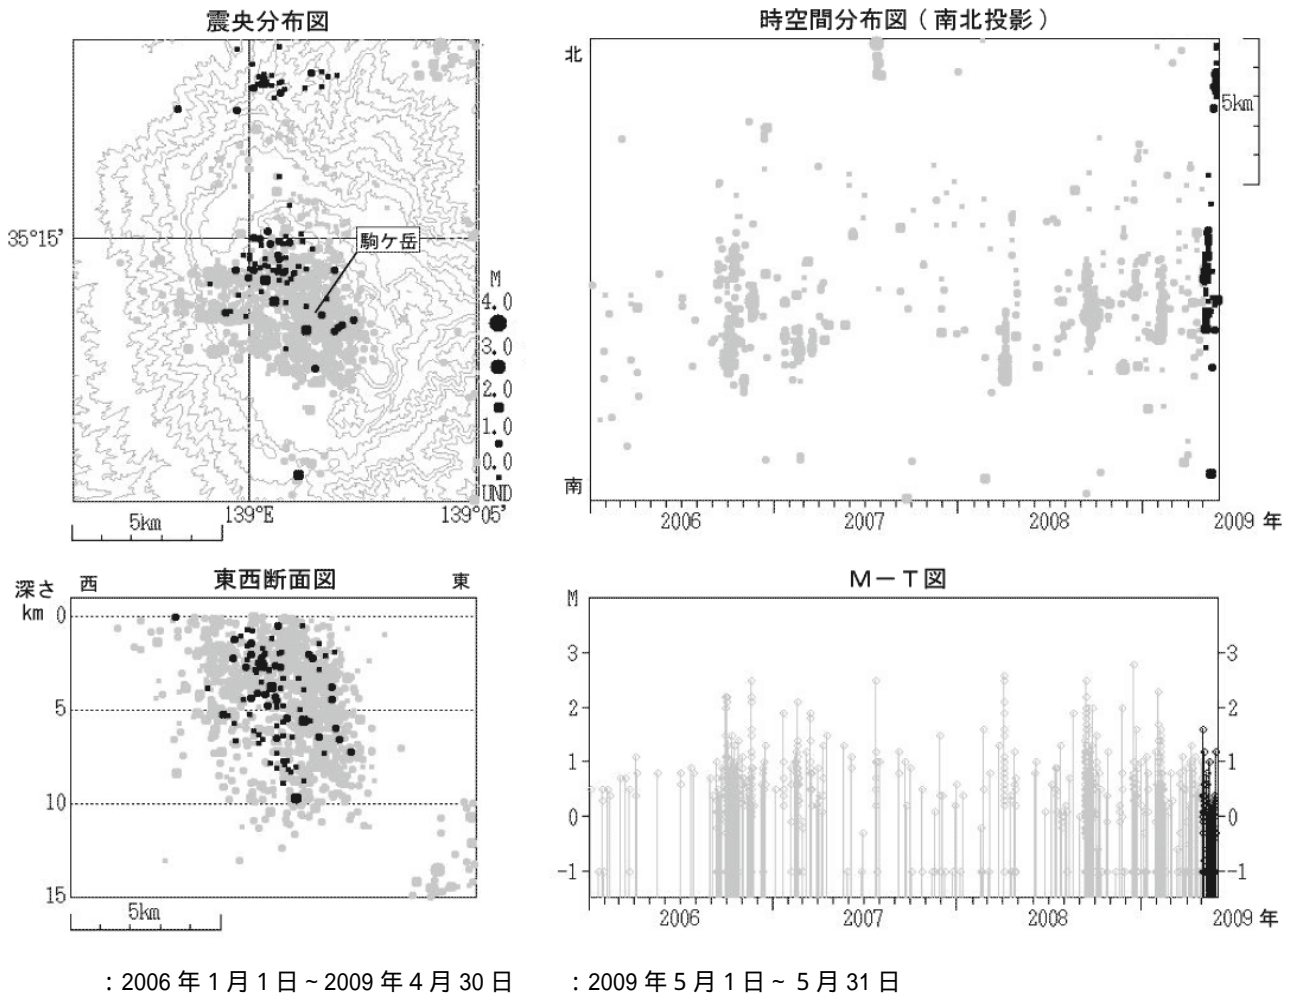 震央分布図
駒ケ岳
35°15'
139°E
139°05'
5km
M
4.0
3.0
2.0
1.0
0.0
UND
時空間分布図（南北投影）
北
南
5km
2006
2007
2008
2009 年
東西断面図
深さ
km
西
東
0
5
10
15
5km
M－T図
M
3
2
1
0
-1
3
2
1
0
-1
2006
2007
2008
2009 年
：2006 年 1 月 1 日 ~ 2009 年 4 月 30 日 ：2009 年 5 月 1 日 ~ 5 月 31 日